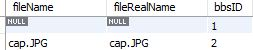 fileName fileRealName bbsID
NULL NULL 1
cap.JPG cap.JPG 2